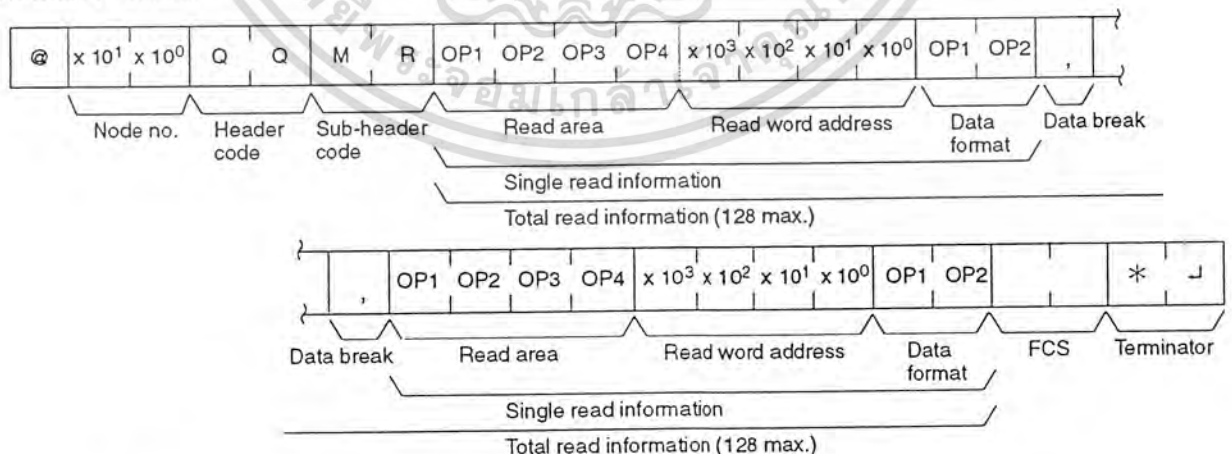 @ x 10¹ x 10⁰ Q Q M R OP1 OP2 OP3 OP4 x 10³ x 10² x 10¹ x 10⁰ OP1 OP2 ,
Node no. Header code Sub-header code Read area Read word address Data format Data break
Single read information
Total read information (128 max.)
, OP1 OP2 OP3 OP4 x 10³ x 10² x 10¹ x 10⁰ OP1 OP2 * ↵
Data break Read area Read word address Data format FCS Terminator
Single read information
Total read information (128 max.)